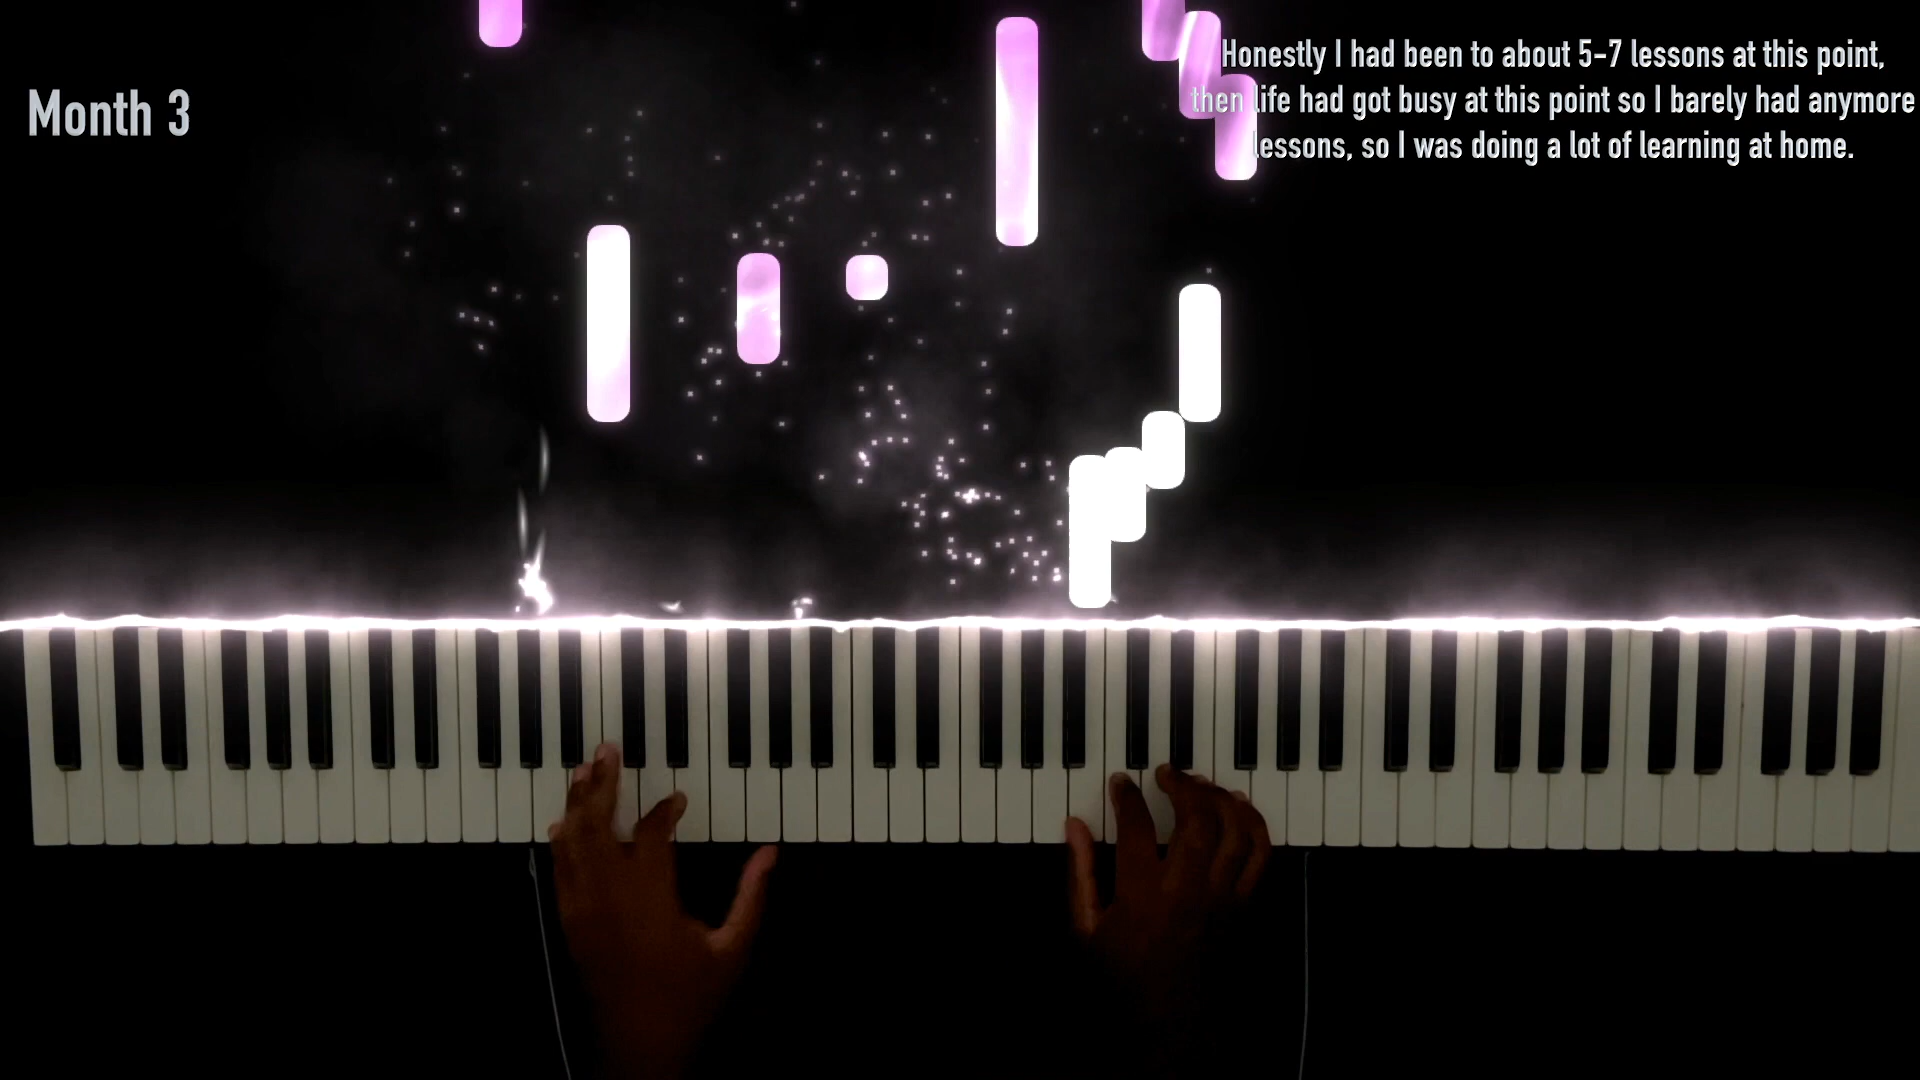 Month 3
Honestly I had been to about 5-7 lessons at this point,
then life had got busy at this point so I barely had anymore
lessons, so I was doing a lot of learning at home.